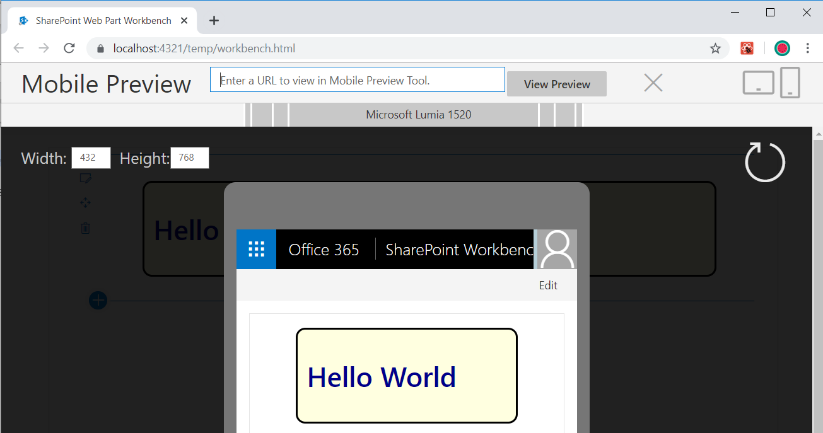 SharePoint Web Part Workbench
localhost:4321/temp/workbench.html
Mobile Preview
Enter a URL to view in Mobile Preview Tool.
View Preview
Microsoft Lumia 1520
Width: 432 Height: 768
Hello
Office 365 SharePoint Workbenc
Edit
Hello World